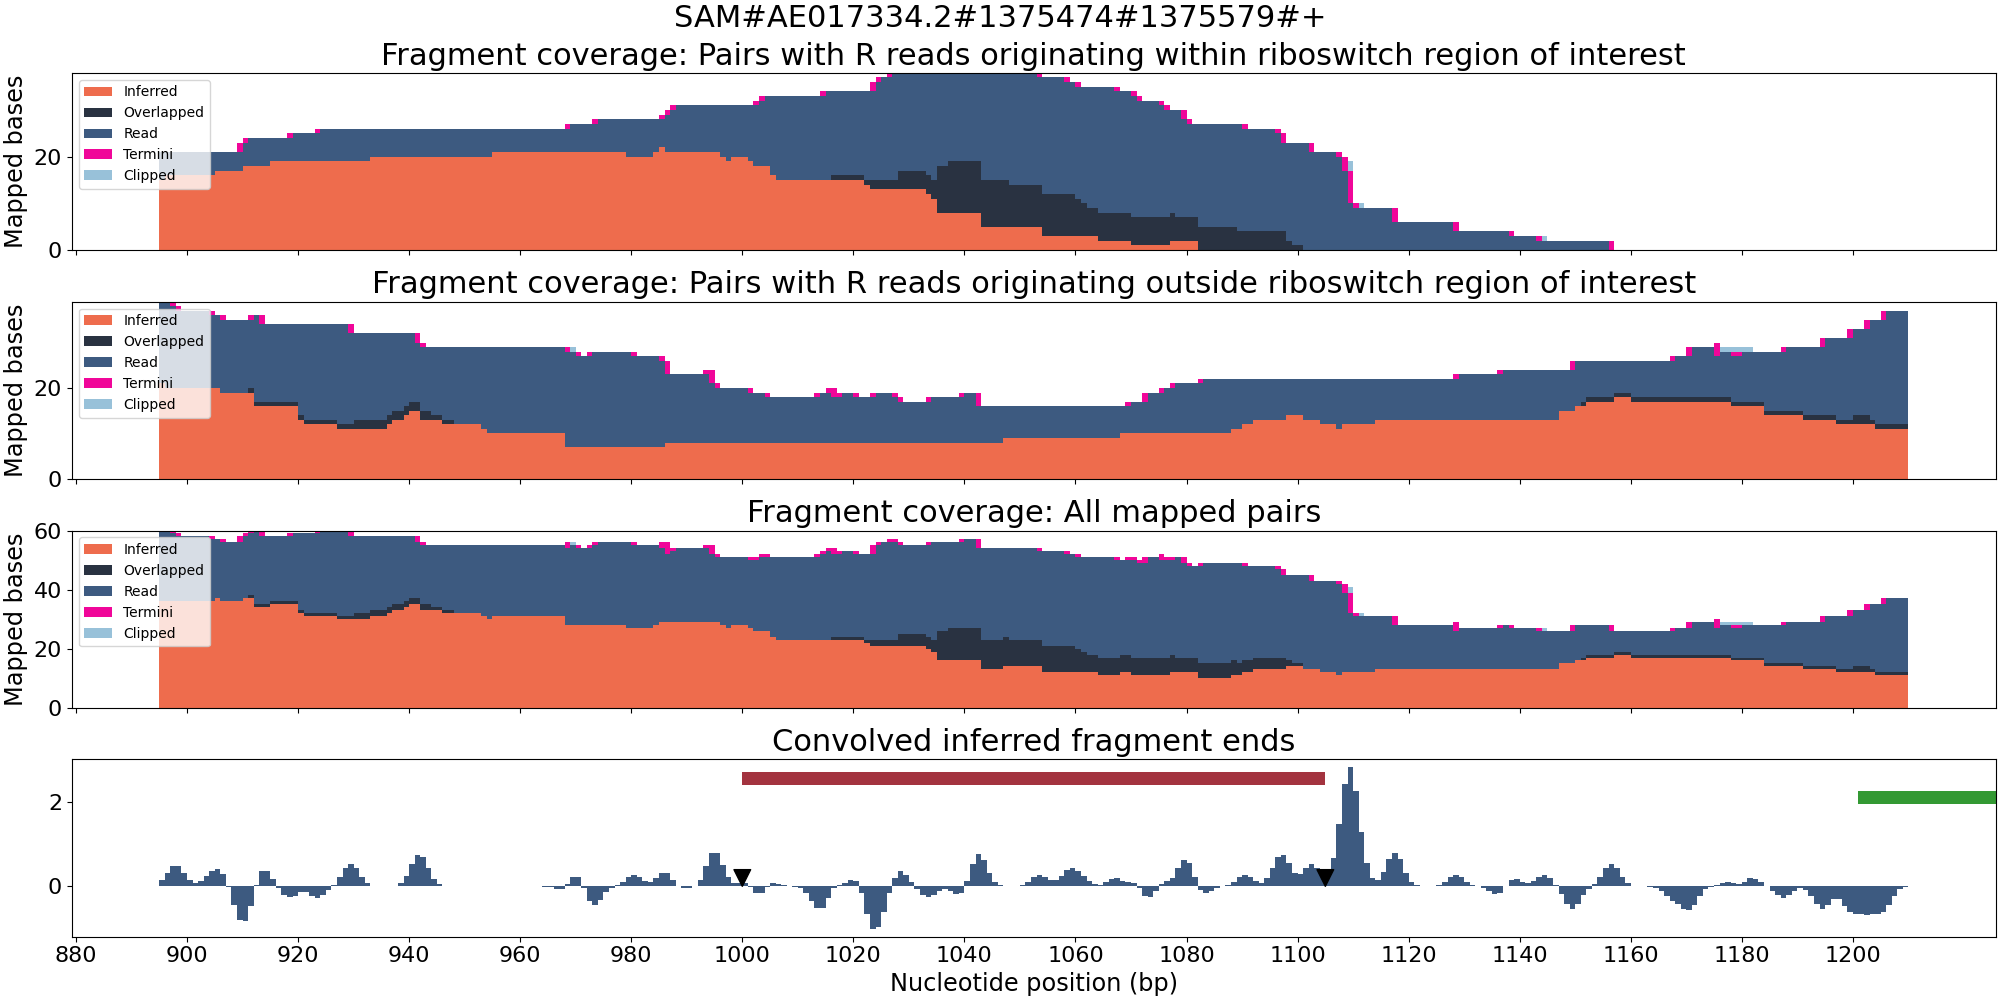 SAM#AE017334.2#1375474#1375579#+
Fragment coverage: Pairs with R reads originating within riboswitch region of interest
Mapped bases
20
0
Inferred
Overlapped
Read
Termini
Clipped
Fragment coverage: Pairs with R reads originating outside riboswitch region of interest
Mapped bases
20
0
Inferred
Overlapped
Read
Termini
Clipped
Fragment coverage: All mapped pairs
Mapped bases
60
40
20
0
Inferred
Overlapped
Read
Termini
Clipped
Convolved inferred fragment ends
2
0
880 900 920 940 960 980 1000 1020 1040 1060 1080 1100 1120 1140 1160 1180 1200
Nucleotide position (bp)